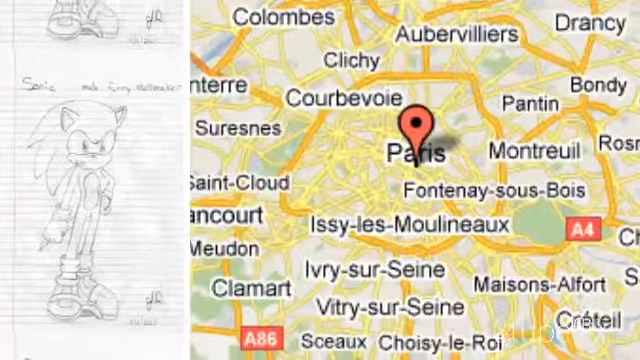 Sonic
Colombes
Drancy
Aubervilliers
Clichy
nterre
Bondy
Courbevoie
Pantin
Suresnes
Paris
Montreuil
Rosn
Saint-Cloud
Fontenay-sous-Bois
ancourt
Issy-les-Moulineaux
A4
Ch
Meudon
Ivry-sur-Seine
S
Clamart
Maisons-Alfort
Vitry-sur-Seine
Créteil
A86
Sceaux
Choisy-le-Roi